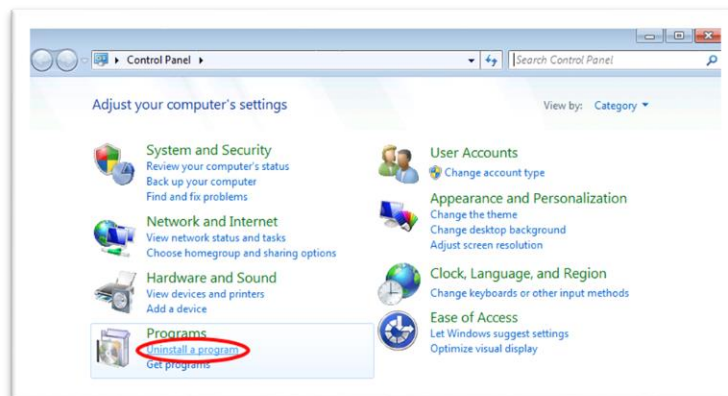 Control Panel
Search Control Panel
Adjust your computer's settings
View by: Category
System and Security
Review your computer's status
Back up your computer
Find and fix problems
Network and Internet
View network status and tasks
Choose homegroup and sharing options
Hardware and Sound
View devices and printers
Add a device
Programs
Uninstall a program
Get programs
User Accounts
Change account type
Appearance and Personalization
Change the theme
Change desktop background
Adjust screen resolution
Clock, Language, and Region
Change keyboards or other input methods
Ease of Access
Let Windows suggest settings
Optimize visual display